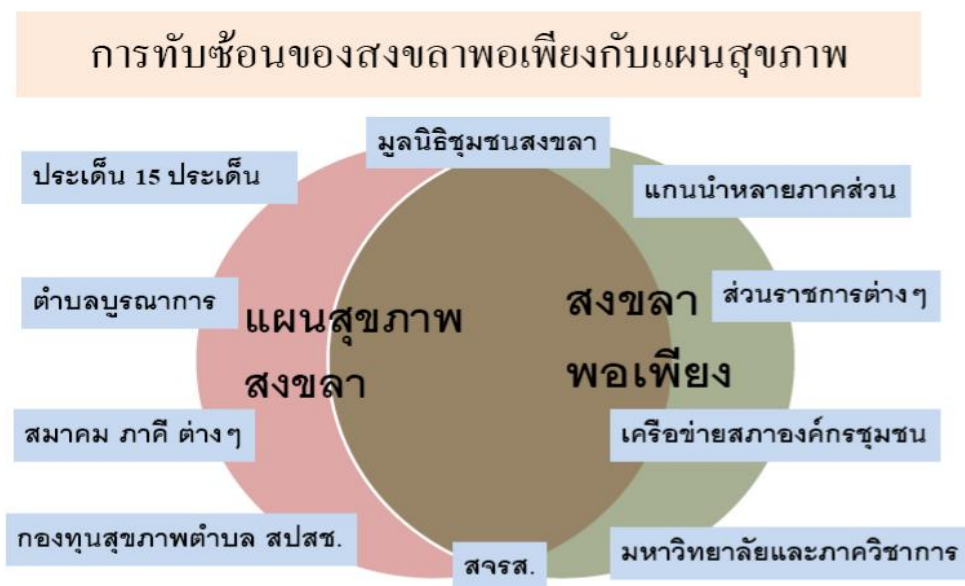 การทับซ้อนของสงขลาพอเพียงกับแผนสุขภาพ
มูลนิธิชุมชนสงขลา
ประเด็น 15 ประเด็น
แกนนำหลายภาคส่วน
ตำบลบูรณาการ
ส่วนราชการต่างๆ
แผนสุขภาพ
สงขลา
สงขลา
พอเพียง
สมาคม ภาคี ต่างๆ
เครือข่ายสภาองค์กรชุมชน
กองทุนสุขภาพตำบล สปสช.
สจรส.
มหาวิทยาลัยและภาควิชาการ